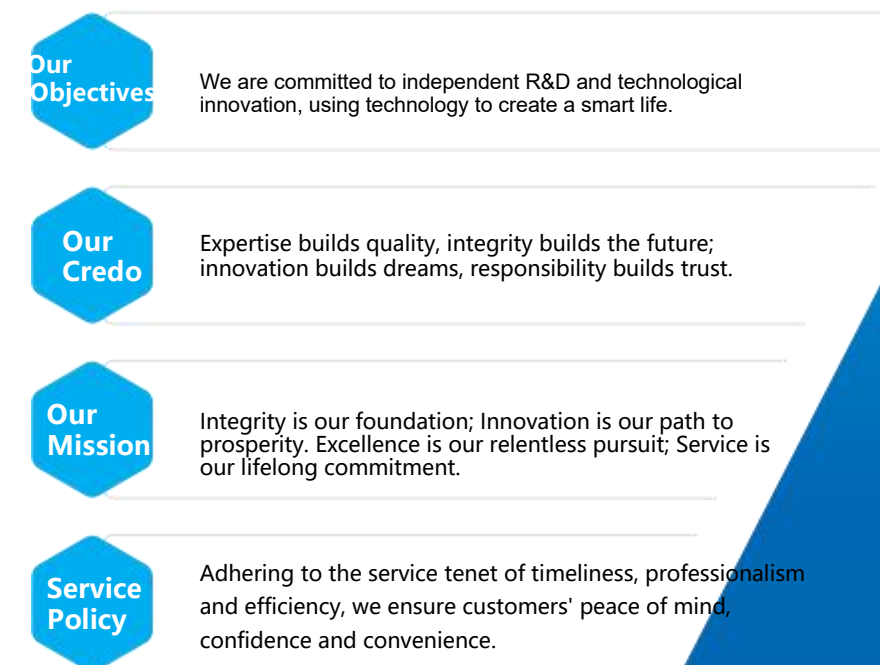 Our
Objectives
We are committed to independent R&D and technological
innovation, using technology to create a smart life.
Our
Credo
Expertise builds quality, integrity builds the future;
innovation builds dreams, responsibility builds trust.
Our
Mission
Integrity is our foundation; Innovation is our path to
prosperity. Excellence is our relentless pursuit; Service is
our lifelong commitment.
Service
Policy
Adhering to the service tenet of timeliness, professionalism
and efficiency, we ensure customers' peace of mind,
confidence and convenience.